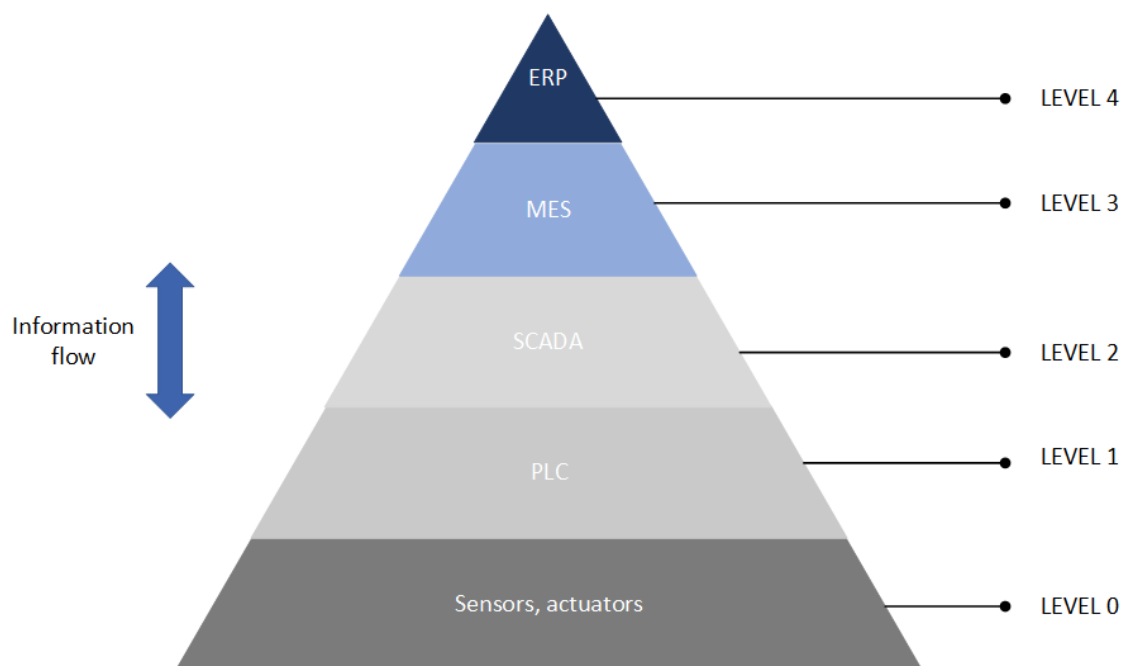 ERP
LEVEL 4
MES
LEVEL 3
Information
flow
SCADA
LEVEL 2
PLC
LEVEL 1
Sensors, actuators
LEVEL 0